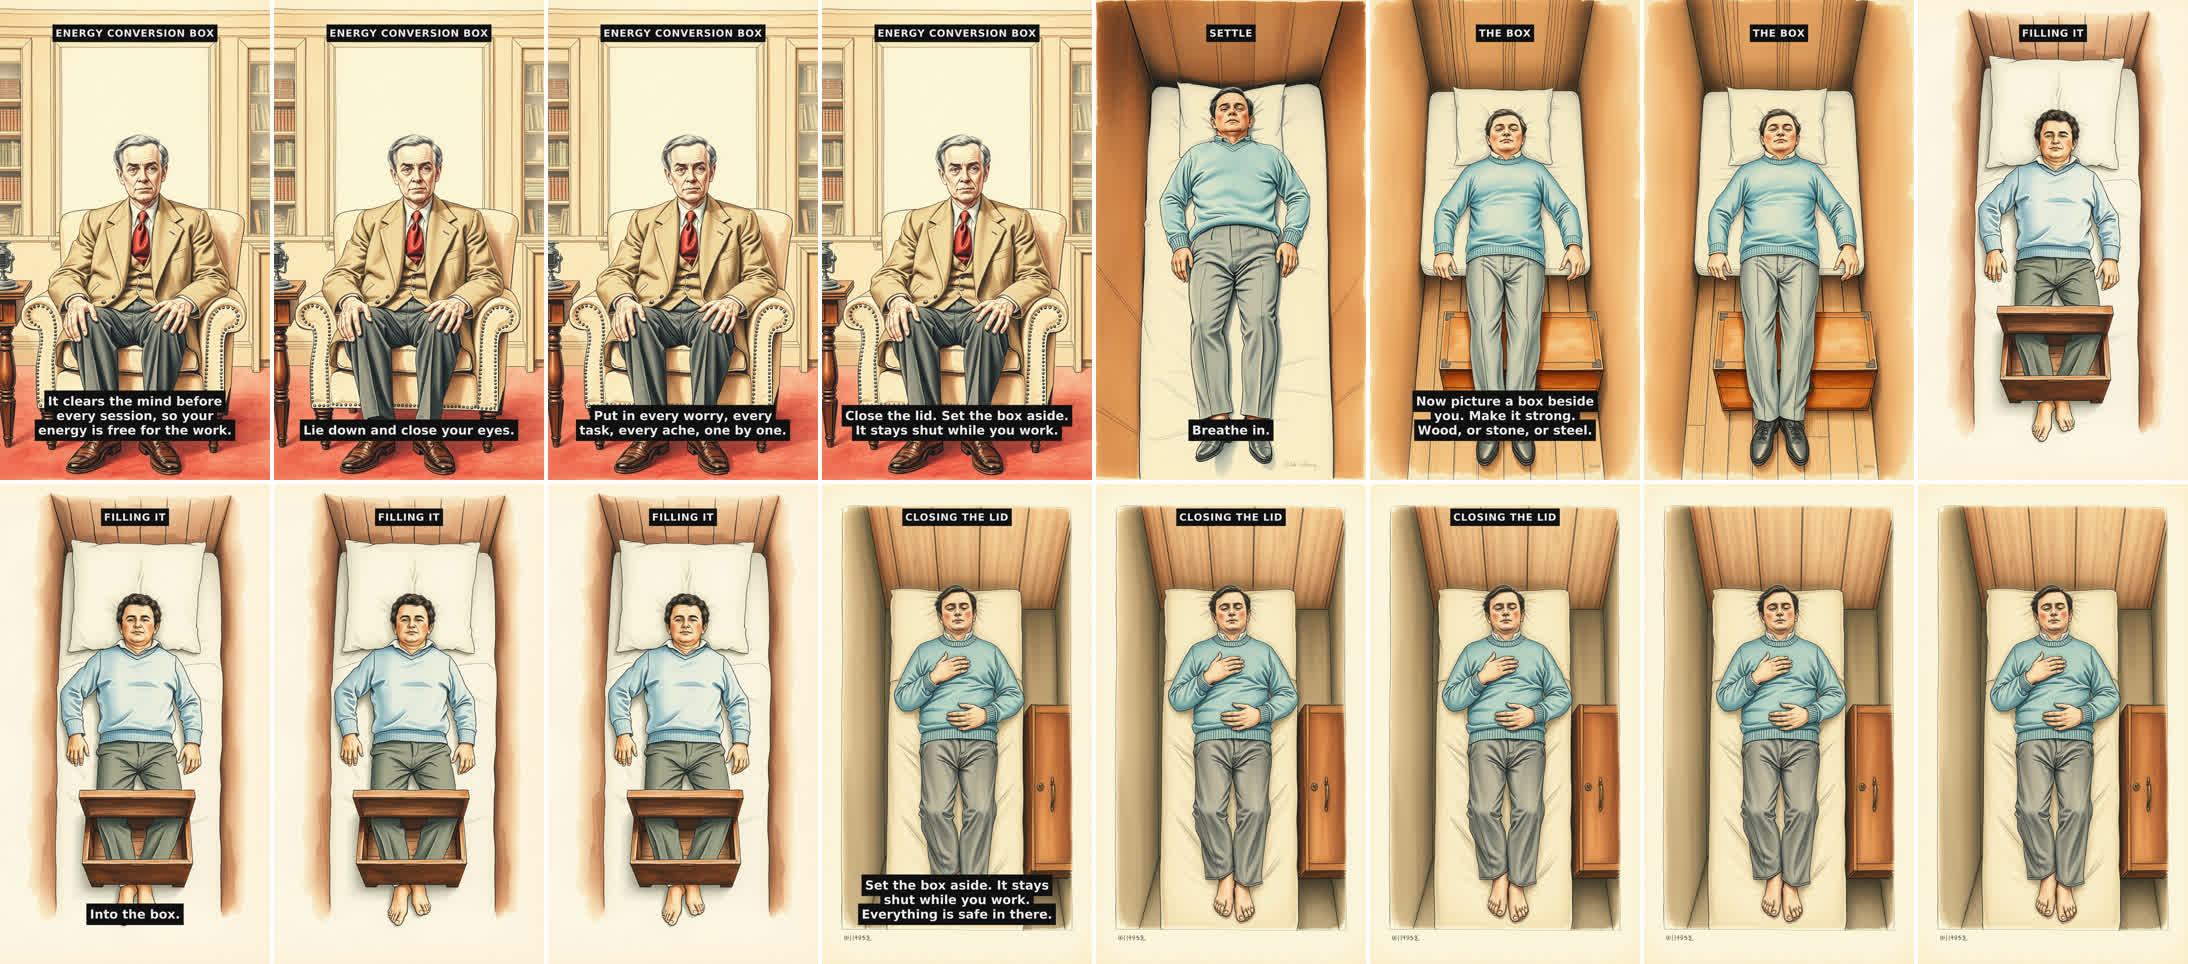 ENERGY CONVERSION BOX
It clears the mind before
every session, so your
energy is free for the work.
ENERGY CONVERSION BOX
Lie down and close your eyes.
ENERGY CONVERSION BOX
Put in every worry, every
task, every ache, one by one.
ENERGY CONVERSION BOX
Close the lid. Set the box aside.
It stays shut while you work.
SETTLE
Breathe in.
THE BOX
Now picture a box beside
you. Make it strong.
Wood, or stone, or steel.
THE BOX
FILLING IT
FILLING IT
Into the box.
FILLING IT
FILLING IT
CLOSING THE LID
Set the box aside. It stays
shut while you work.
Everything is safe in there.
CLOSING THE LID
CLOSING THE LID